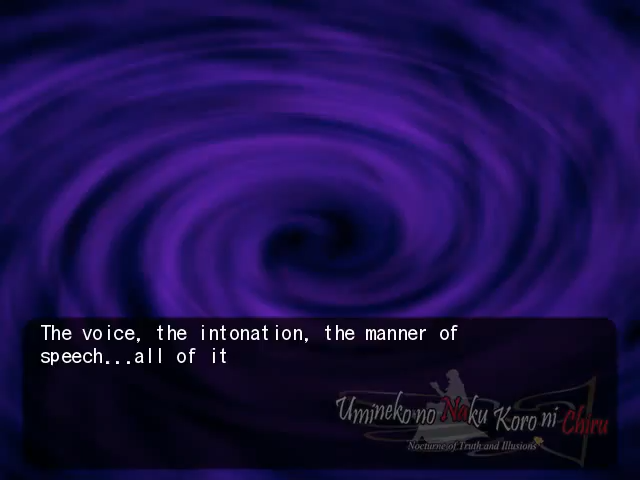 The voice, the intonation, the manner of
speech...all of it
Umineko no Naku Koro ni Chiru
Nocturne of Truth and Illusions